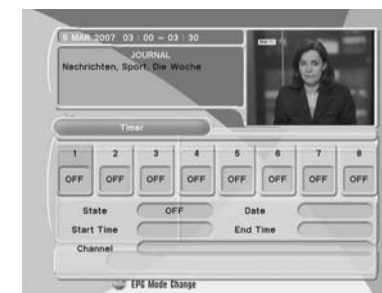 6 MAR 2007 03 : 00 – 03 : 30
JOURNAL
Nachrichten, Sport, Die Woche
Timer
1 2 3 4 5 6 7 8
OFF OFF OFF OFF OFF OFF OFF OFF
State OFF Date
Start Time End Time
Channel
EPG Mode Change